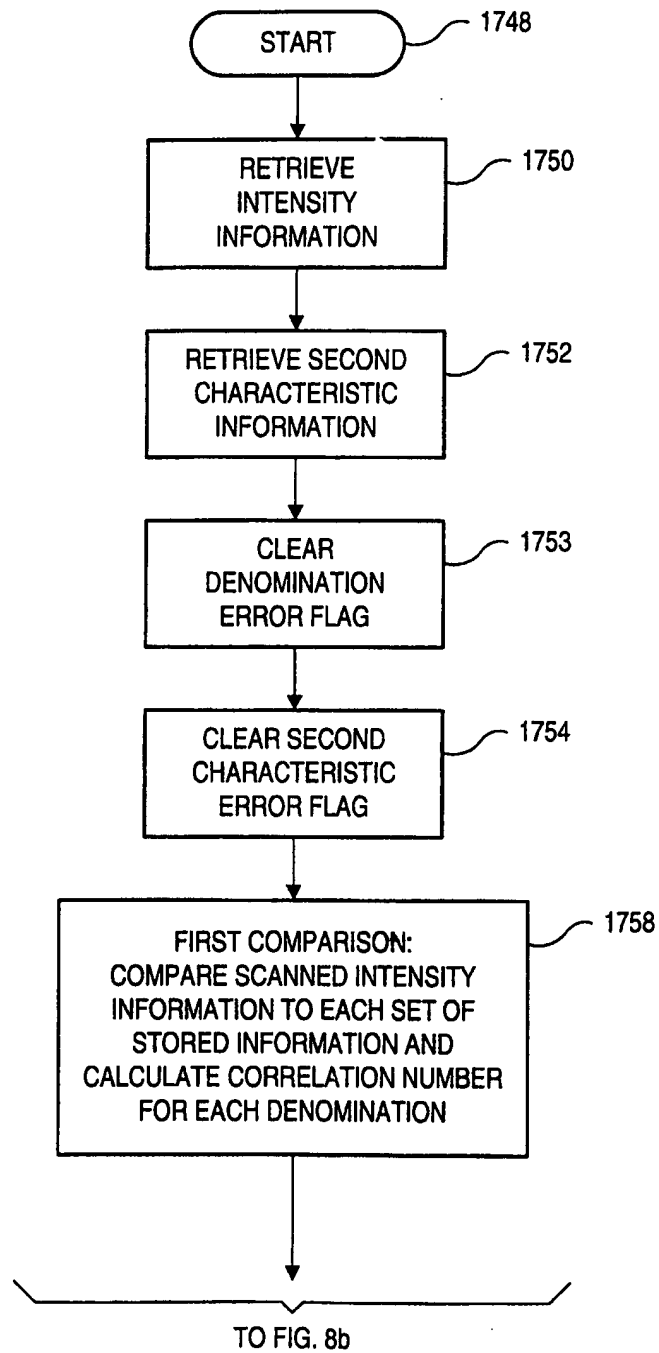 START
1748
RETRIEVE
INTENSITY
INFORMATION
1750
RETRIEVE SECOND
CHARACTERISTIC
INFORMATION
1752
CLEAR
DENOMINATION
ERROR FLAG
1753
CLEAR SECOND
CHARACTERISTIC
ERROR FLAG
1754
FIRST COMPARISON:
COMPARE SCANNED INTENSITY
INFORMATION TO EACH SET OF
STORED INFORMATION AND
CALCULATE CORRELATION NUMBER
FOR EACH DENOMINATION
1758
TO FIG. 8b